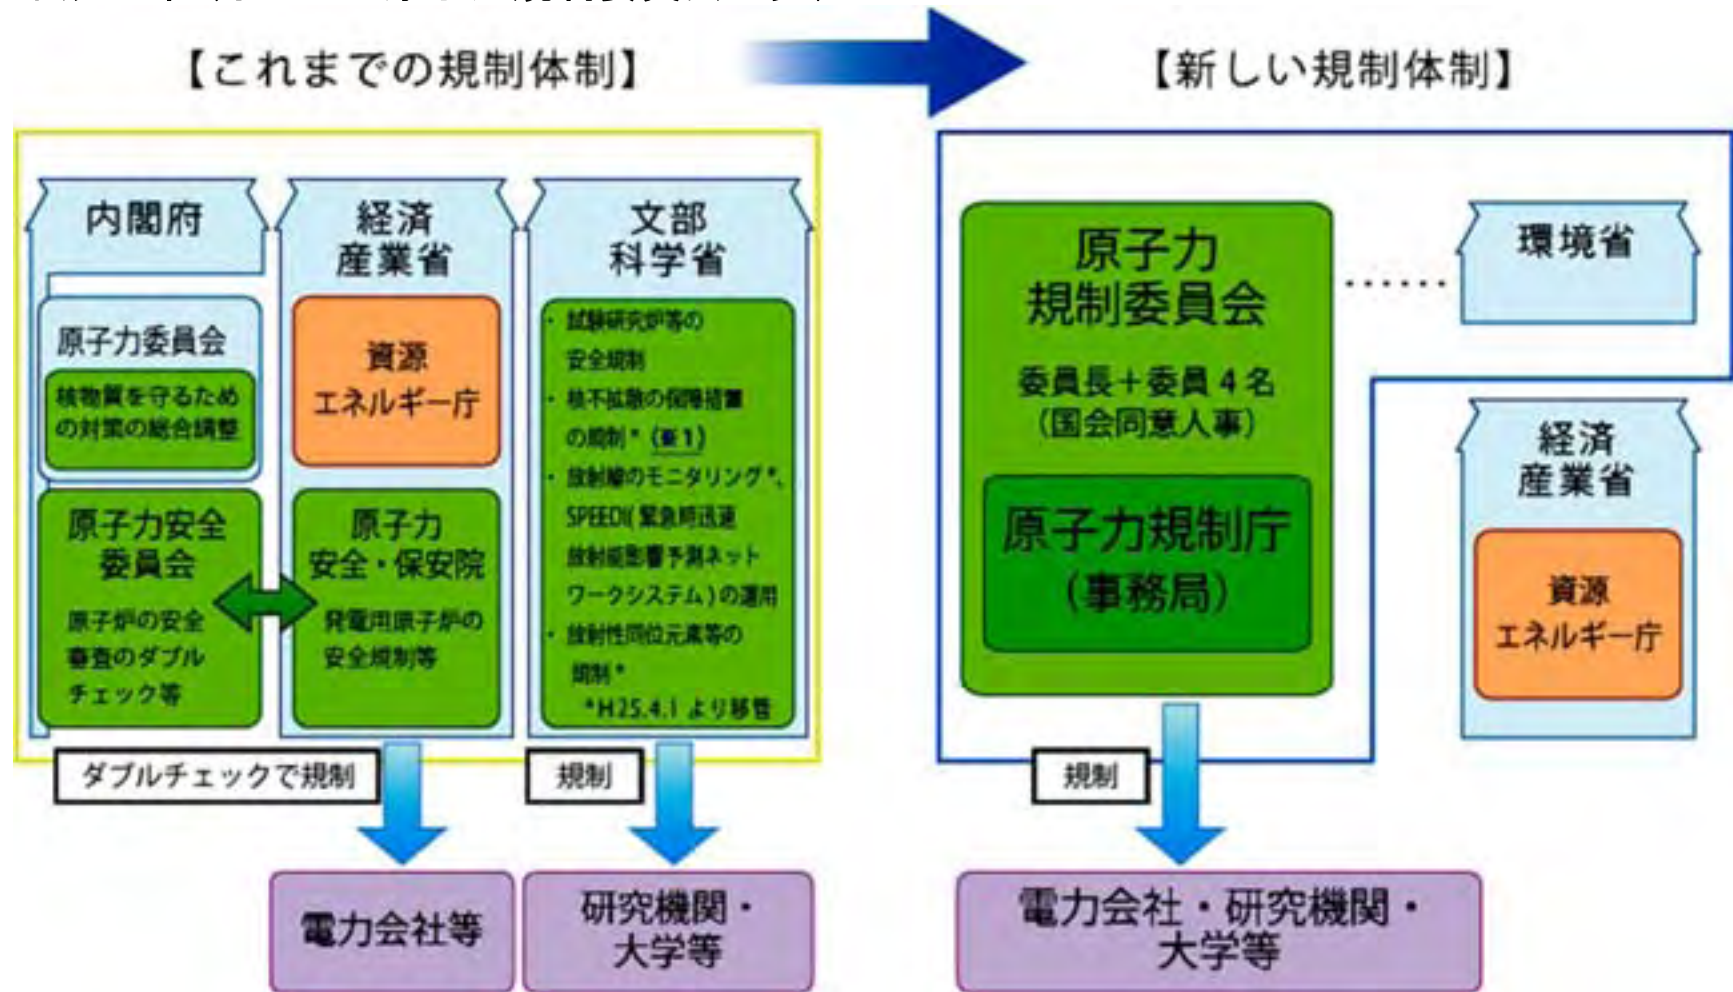 【これまでの規制体制】
【新しい規制体制】
内閣府
原子力委員会
核物質を守るため
の対策の総合調整
原子力安全
委員会
原子炉の安全
審査のダブル
チェック等
経済
産業省
資源
エネルギー庁
原子力
安全・保安院
発電用原子炉の
安全規制等
文部
科学省
・ 試験研究炉等の
安全規制
・ 核不拡散の保障措置
の規制*
・ 放射線のモニタリング*、
SPEEDI(緊急時迅速
放射能影響予測ネット
ワークシステム)の運用
・ 放射性同位元素等の
規制*
*H25.4.1 より移管
ダブルチェックで規制
規制
電力会社等
研究機関・
大学等
原子力
規制委員会
委員長+委員4名
(国会同意人事)
原子力規制庁
(事務局)
環境省
経済
産業省
資源
エネルギー庁
規制
電力会社・研究機関・
大学等